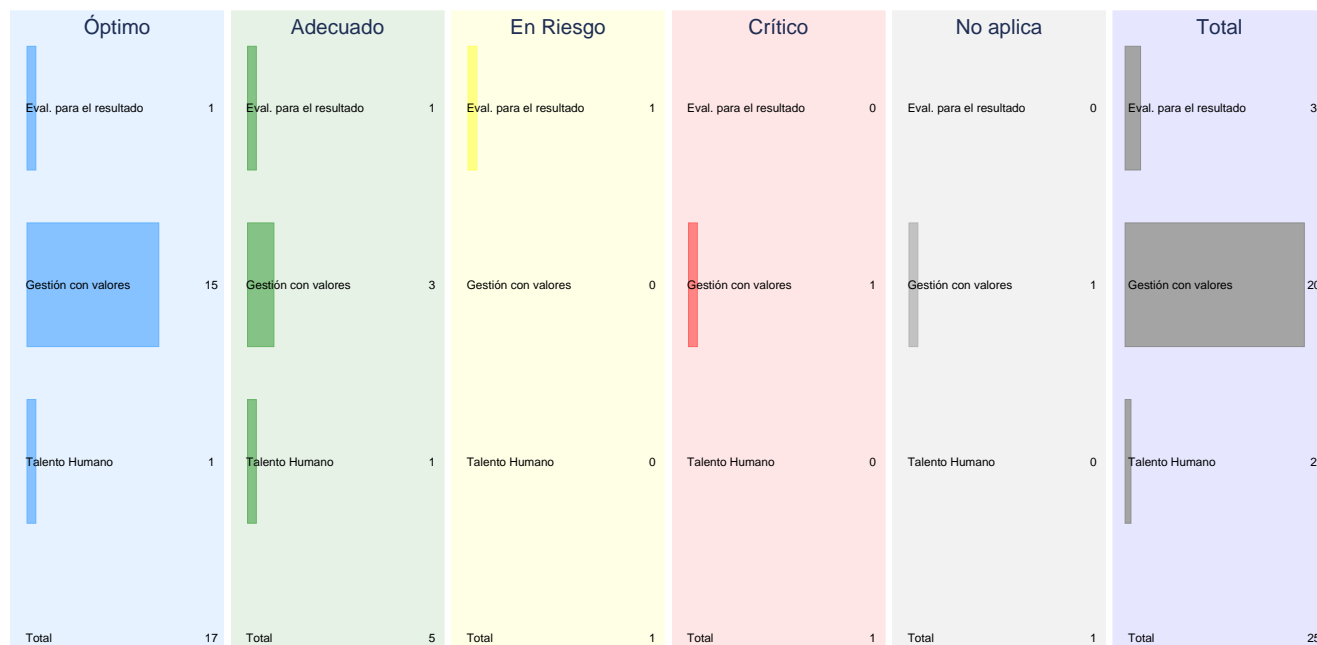 Óptimo Adecuado En Riesgo Crítico No aplica Total
Eval. para el resultado 1 Eval. para el resultado 1 Eval. para el resultado 1 Eval. para el resultado 0 Eval. para el resultado 0 Eval. para el resultado 3
Gestión con valores 15 Gestión con valores 3 Gestión con valores 0 Gestión con valores 1 Gestión con valores 1 Gestión con valores 20
Talento Humano 1 Talento Humano 1 Talento Humano 0 Talento Humano 0 Talento Humano 0 Talento Humano 2
Total 17 Total 5 Total 1 Total 1 Total 1 Total 25